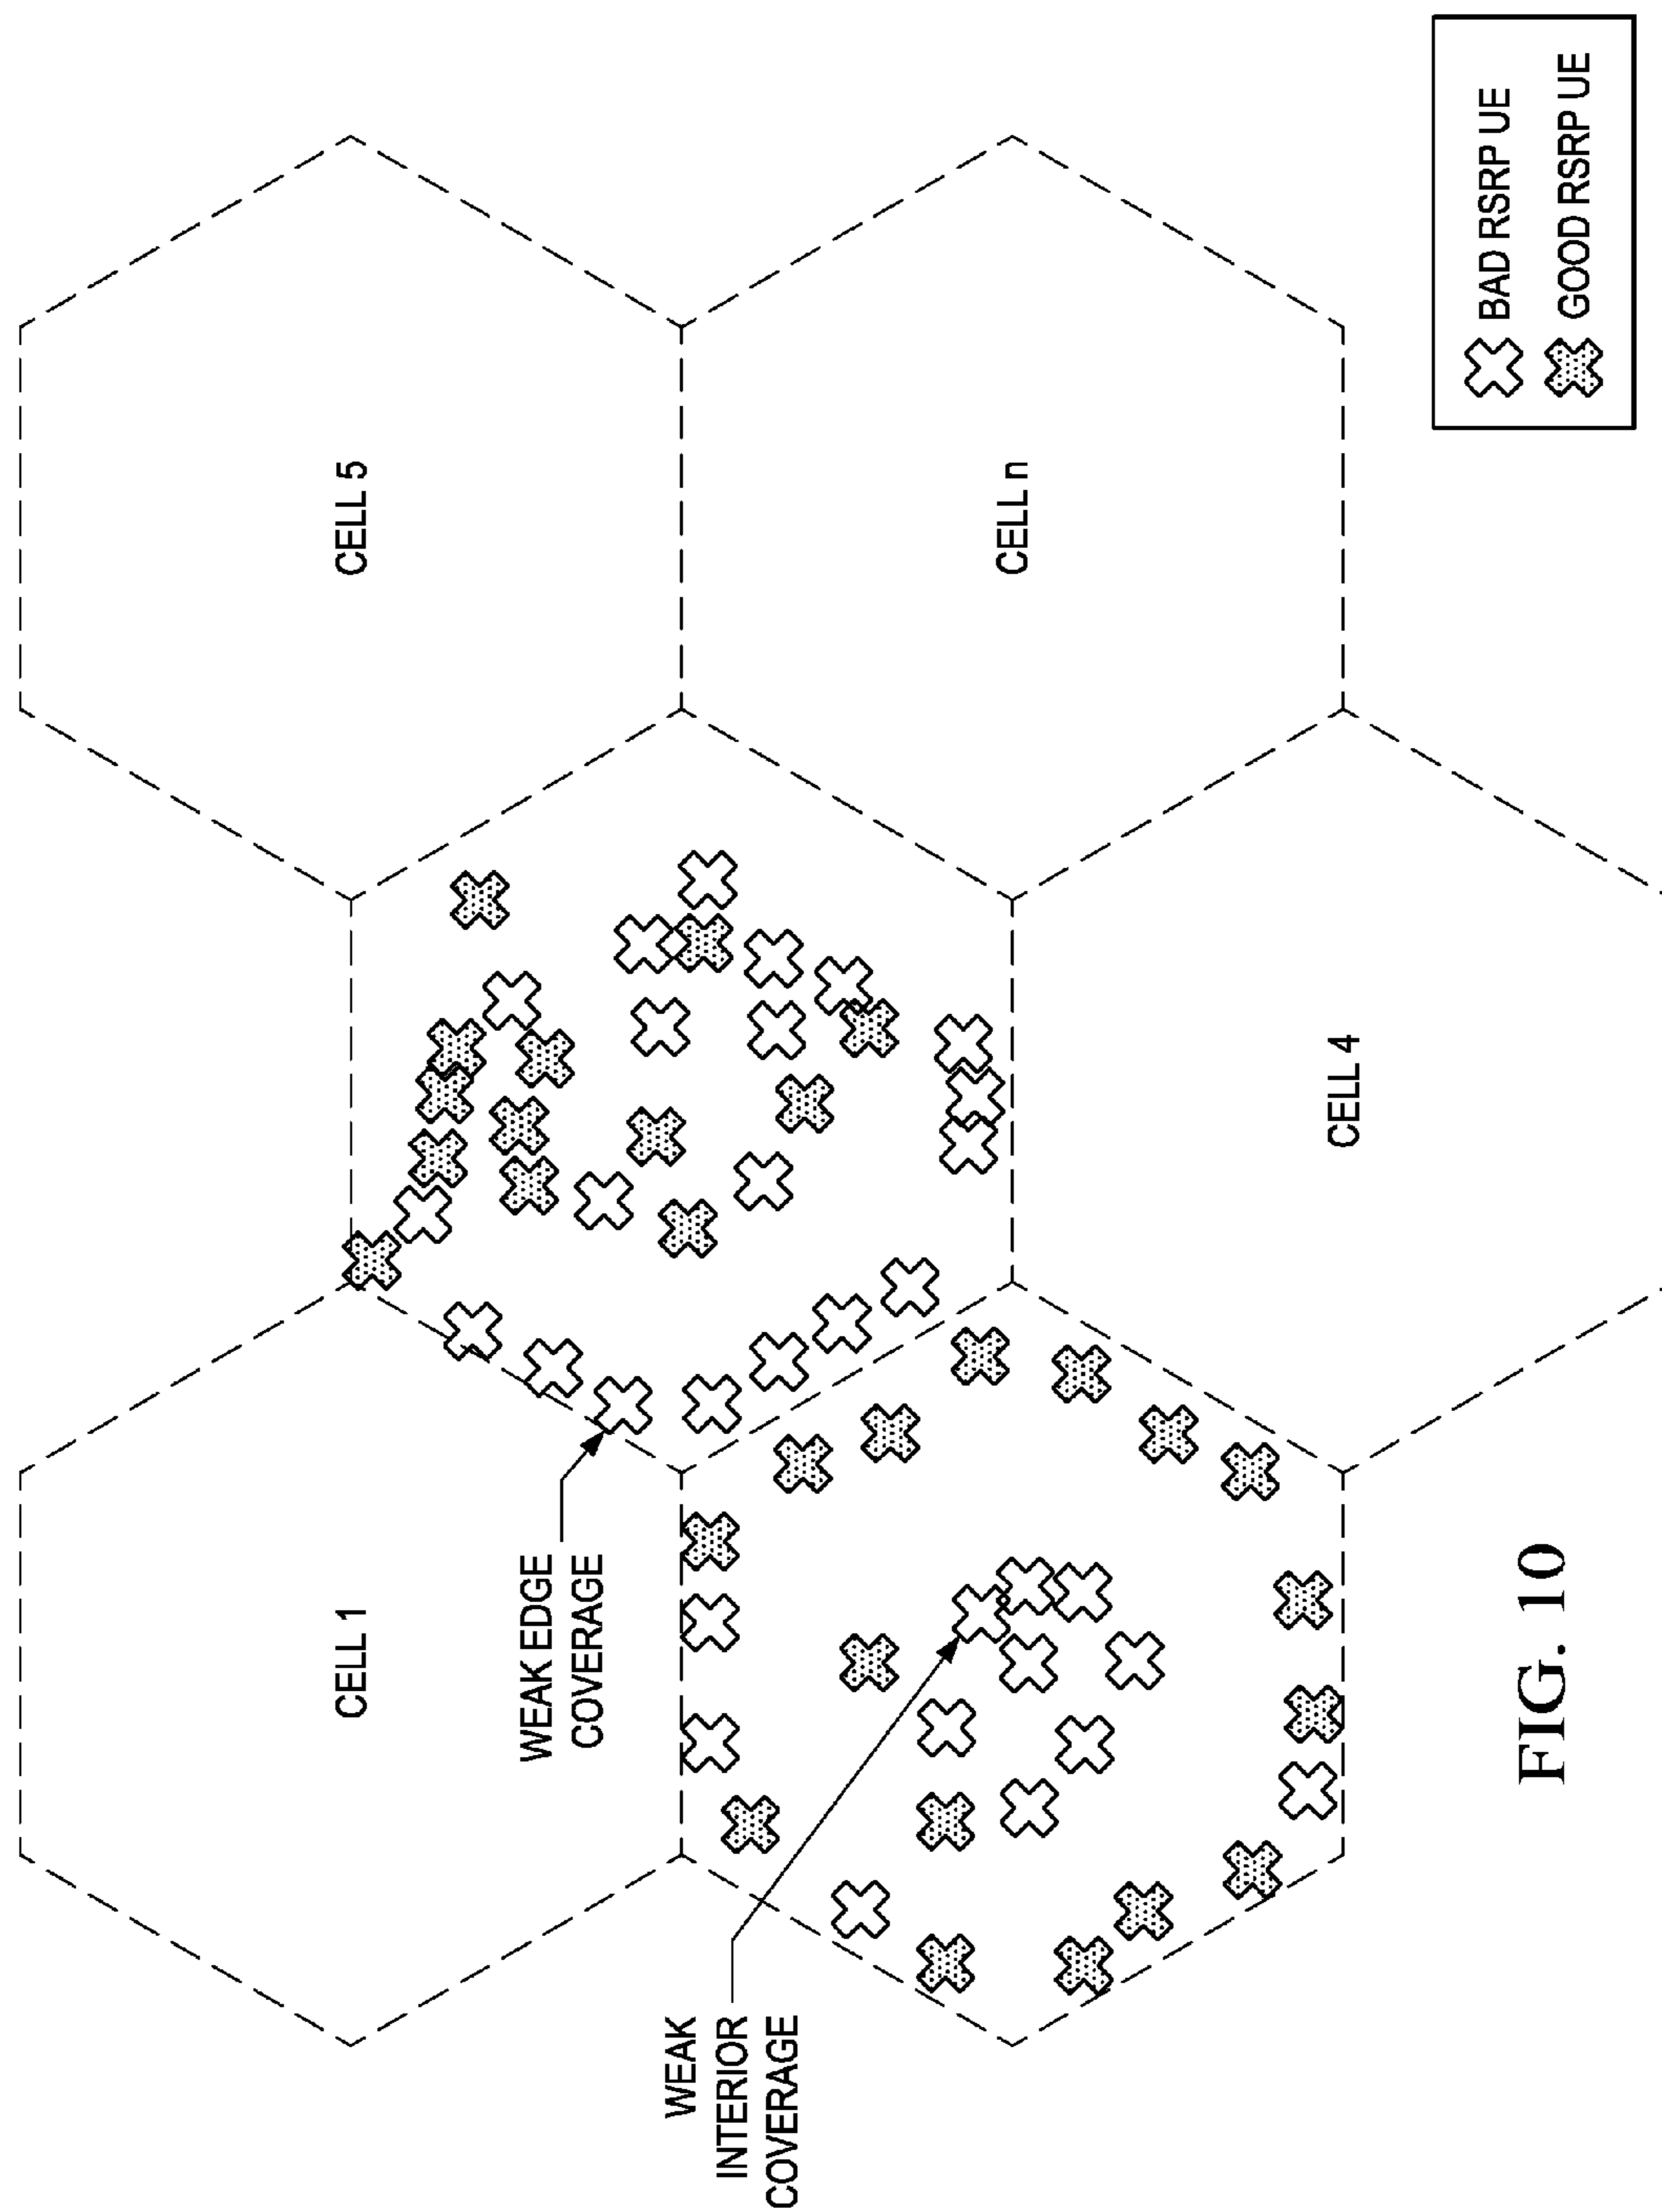 CELL 1
CELL 5
WEAK EDGE
COVERAGE
WEAK
INTERIOR
COVERAGE
CELL n
CELL 4
BAD RSRP UE
GOOD RSRP UE
FIG. 10